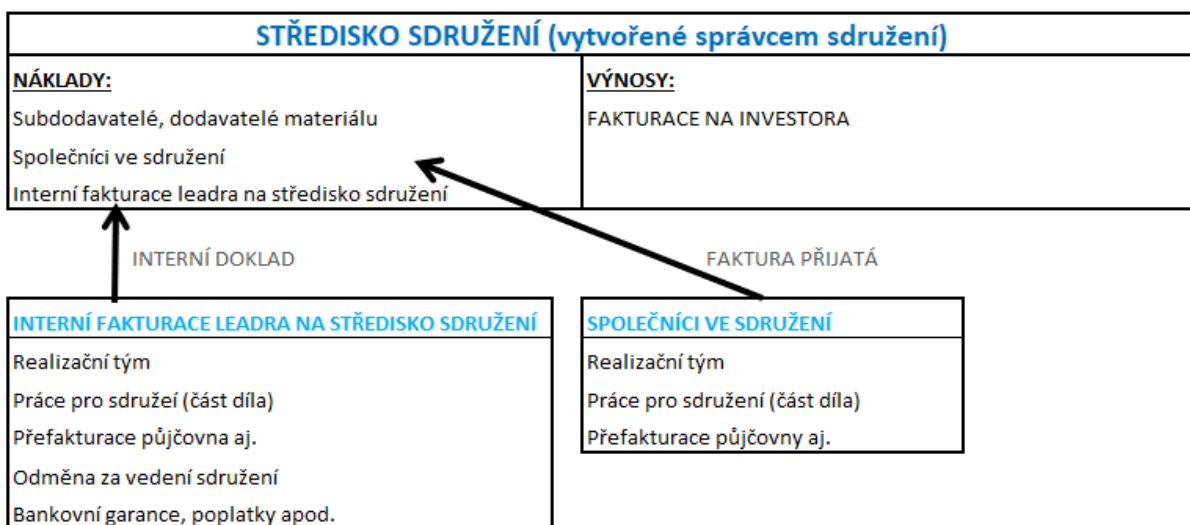 STŘEDISKO SDRUŽENÍ (vytvořené správcem sdružení)
NÁKLADY:
Subdodavatelé, dodavatelé materiálu
Společníci ve sdružení
Interní fakturace leadra na středisko sdružení
VÝNOSY:
FAKTURACE NA INVESTORA
INTERNÍ DOKLAD
FAKTURA PŘIJATÁ
INTERNÍ FAKTURACE LEADRA NA STŘEDISKO SDRUŽENÍ
Realizační tým
Práce pro sdružeí (část díla)
Přefakturace půjčovna aj.
Odměna za vedení sdružení
Bankovní garance, poplatky apod.
SPOLEČNÍCI VE SDRUŽENÍ
Realizační tým
Práce pro sdružení (část díla)
Přefakturace půjčovny aj.